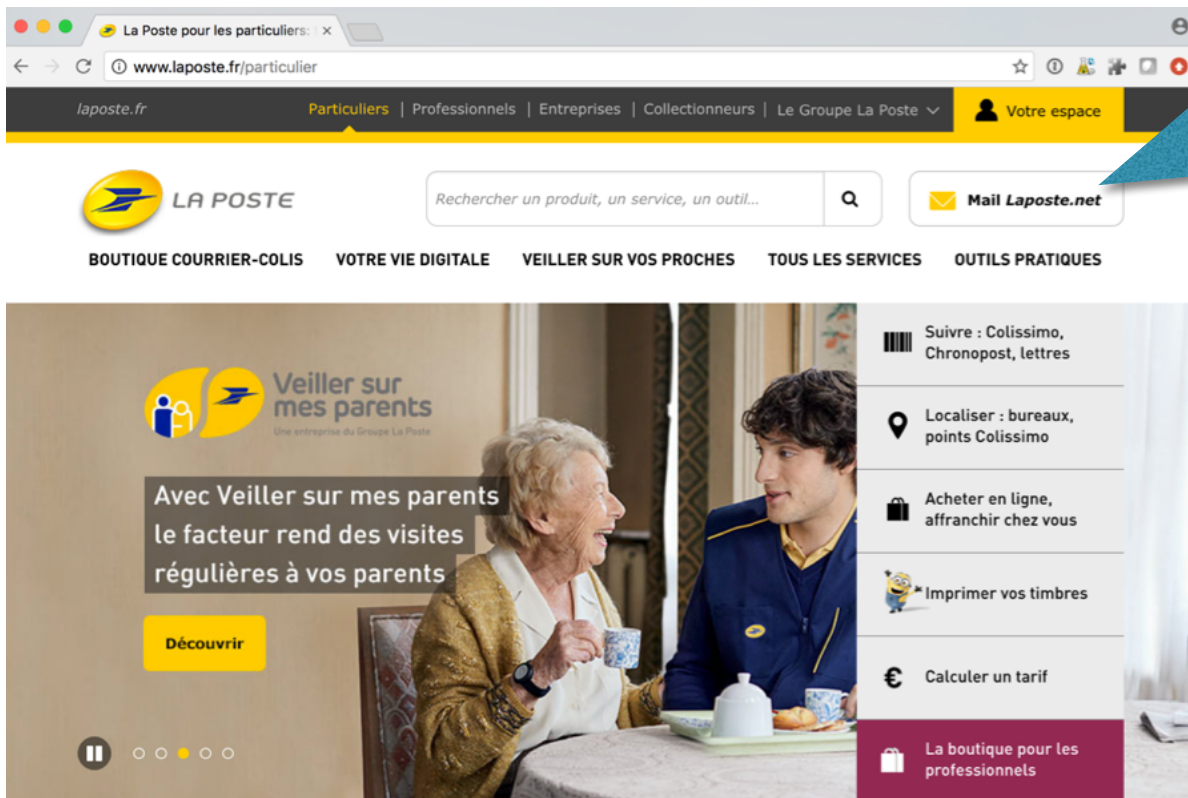 La Poste pour les particuliers:
www.laposte.fr/particulier
laposte.fr
Particuliers | Professionnels | Entreprises | Collectionneurs | Le Groupe La Poste
Votre espace
LA POSTE
Rechercher un produit, un service, un outil...
Mail Laposte.net
BOUTIQUE COURRIER-COLIS VOTRE VIE DIGITALE VEILLER SUR VOS PROCHES TOUS LES SERVICES OUTILS PRATIQUES
Veiller sur
mes parents
Une entreprise du Groupe La Poste
Avec Veiller sur mes parents
le facteur rend des visites
régulières à vos parents
Découvrir
Suivre : Colissimo,
Chronopost, lettres
Localiser : bureaux,
points Colissimo
Acheter en ligne,
affranchir chez vous
Imprimer vos timbres
€ Calculer un tarif
La boutique pour les
professionnels